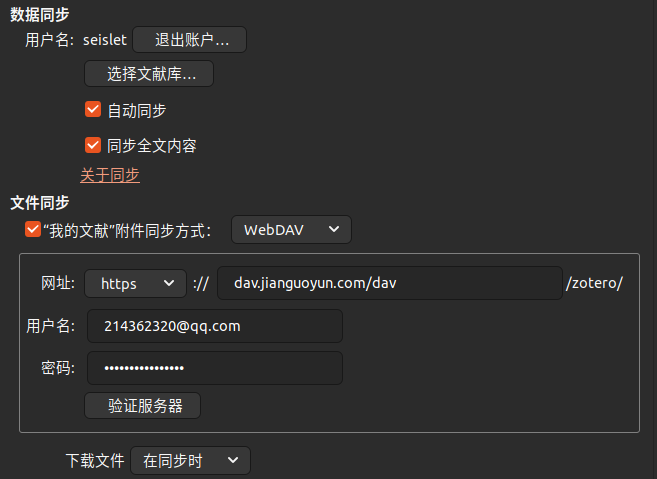 数据同步
用户名: seislet 退出账户…
选择文献库…
自动同步
同步全文内容
关于同步
文件同步
“我的文献”附件同步方式： WebDAV
网址: https :// dav.jianguoyun.com/dav /zotero/
用户名: 214362320@qq.com
密码: ••••••••••••••••
验证服务器
下载文件 在同步时